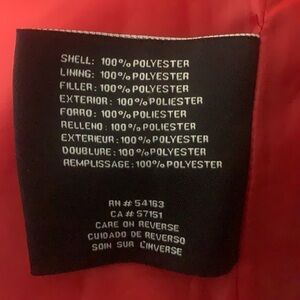 SHELL: 100% POLYESTER
LINING: 100% POLYESTER
FILLER: 100% POLYESTER
EXTERIOR: 100% POLIESTER
FORRO: 100% POLIESTER
RELLENO: 100% POLIESTER
EXTERIEUR: 100% POLYESTER
DOUBLURE: 100% POLYESTER
REMPLISSAGE: 100% POLYESTER
RN # 54163
CA # 57151
CARE ON REVERSE
CUIDADO DE REVERSO
SOIN SUR L'INVERSE